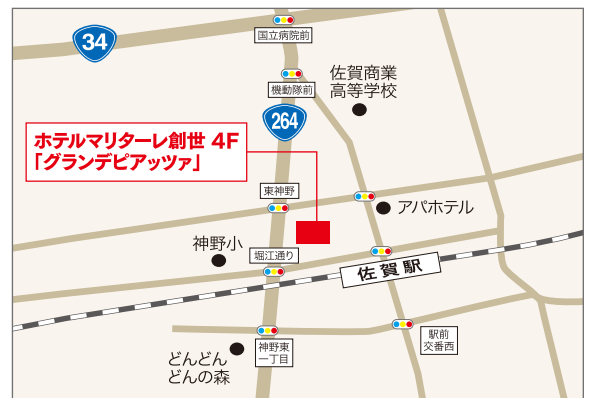 34
国立病院前
機動隊前
佐賀商業
高等学校
264
ホテルマリターレ創世 4F
「グランデピアッツァ」
東神野
アパホテル
神野小
堀江通り
佐賀駅
神野東
一丁目
駅前
交番西
どんどん
どんの森